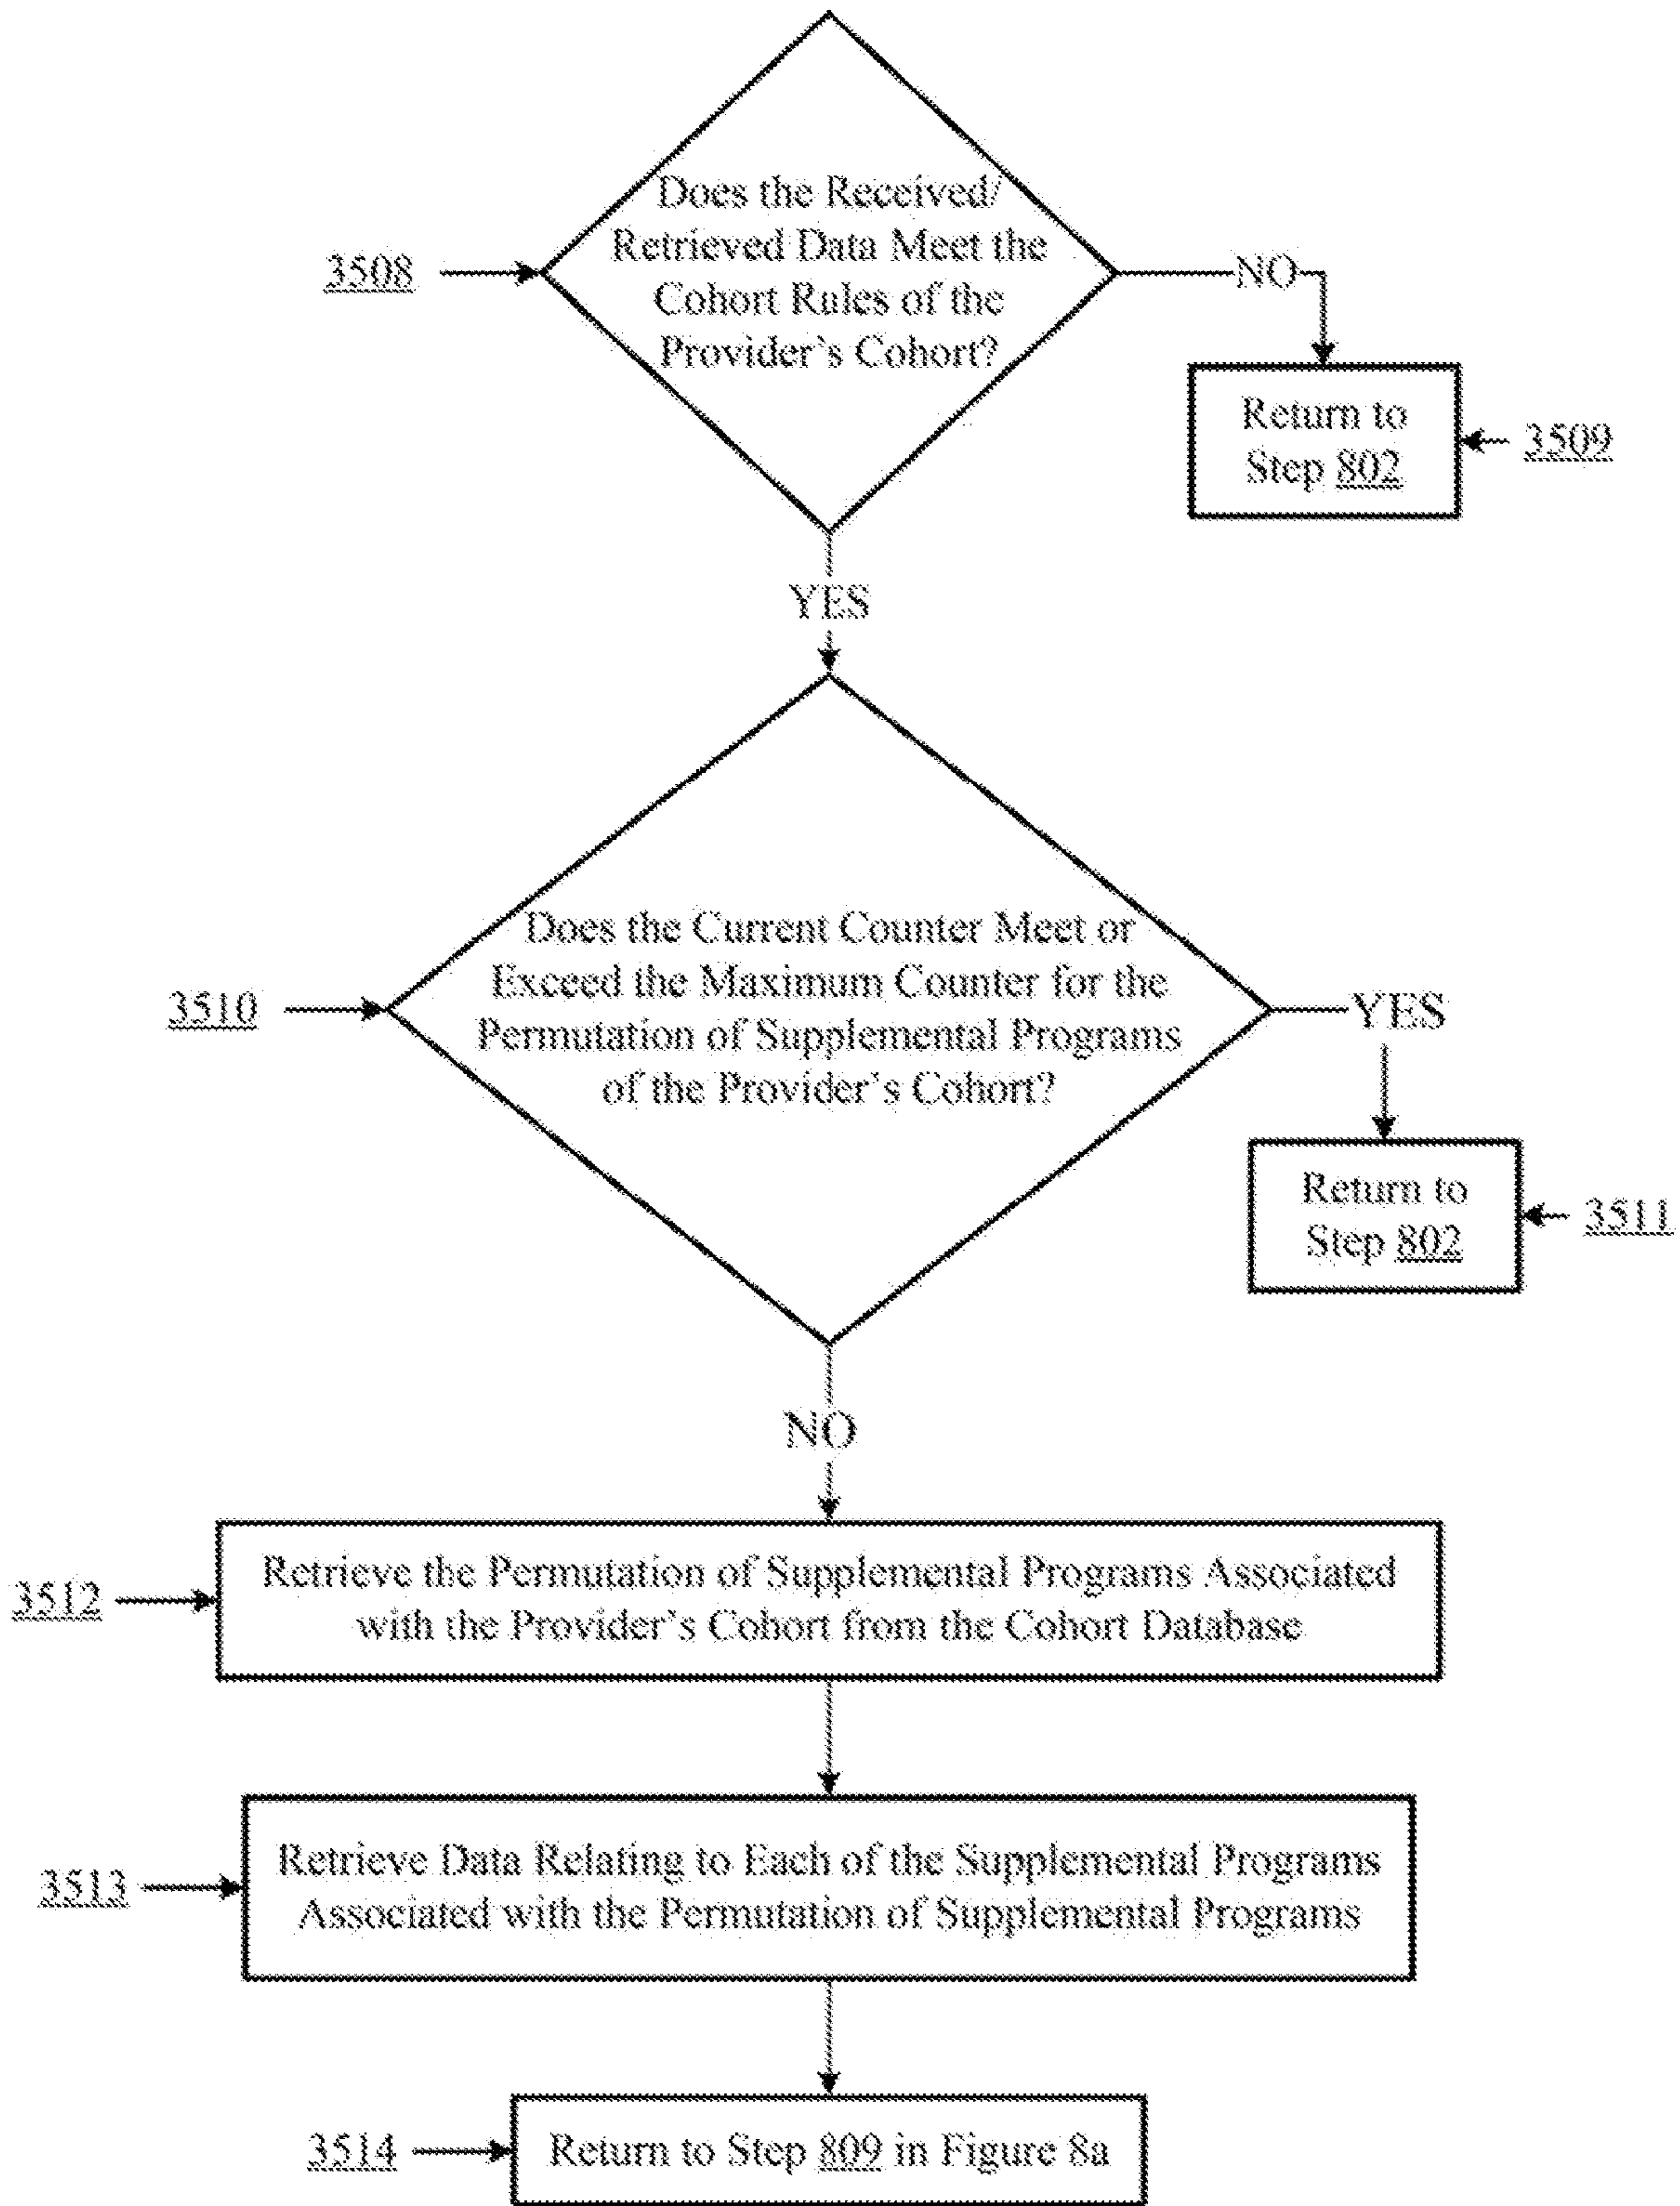 Does the Received/
Retrieved Data Meet the
Cohort Rules of the
Provider's Cohort?
3508
NO
Return to
Step 802
3509
YES
Does the Current Counter Meet or
Exceed the Maximum Counter for the
Permutation of Supplemental Programs
of the Provider's Cohort?
3510
YES
Return to
Step 802
3511
NO
Retrieve the Permutation of Supplemental Programs Associated
with the Provider's Cohort from the Cohort Database
3512
Retrieve Data Relating to Each of the Supplemental Programs
Associated with the Permutation of Supplemental Programs
3513
3514
Return to Step 809 in Figure 8a